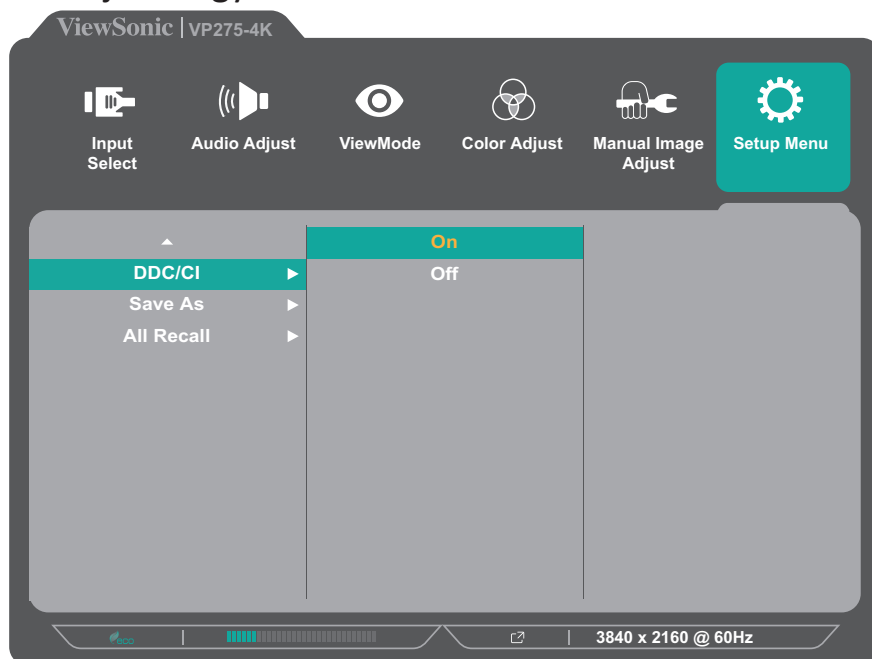 ViewSonic | VP275-4K
Input Select
Audio Adjust
ViewMode
Color Adjust
Manual Image Adjust
Setup Menu
On
DDC/CI
Off
Save As
All Recall
eco
3840 x 2160 @ 60Hz